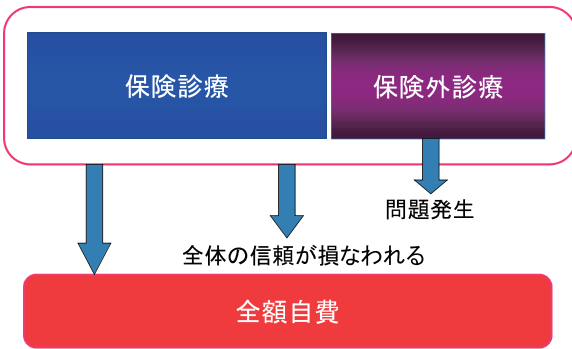 保険診療
保険外診療
問題発生
全体の信頼が損なわれる
全額自費